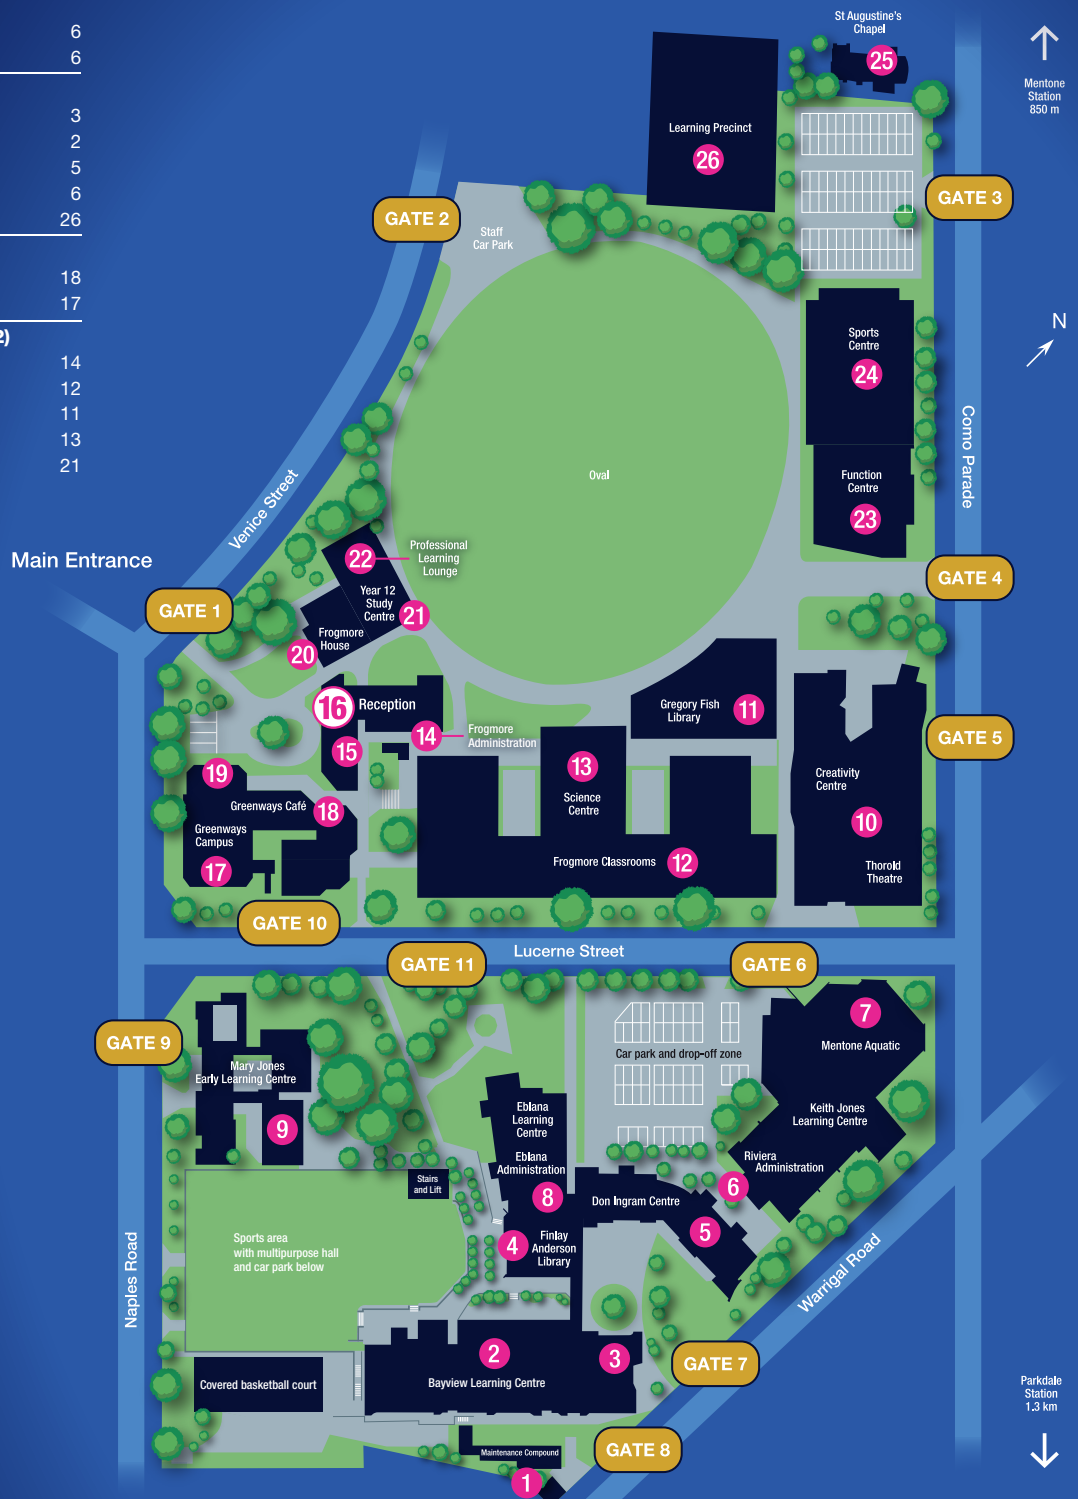 6
6
3
2
5
6
26
18
17
2)
14
12
11
13
21
St Augustine's
Chapel
25
Mentone
Station
850 m
Learning Precinct
26
GATE 3
GATE 2
Staff
Car Park
N
Sports
Centre
24
Como Parade
Oval
Function
Centre
23
Venice Street
Main Entrance
Professional
Learning
Lounge
22
GATE 4
Year 12
Study
Centre
21
GATE 1
Frogmore
House
20
16
Reception
Gregory Fish
Library
11
Frogmore
Administration
14
15
GATE 5
13
Science
Centre
Creativity
Centre
19
Greenways Café
18
Greenways
Campus
17
10
Frogmore Classrooms
12
Thorold
Theatre
GATE 10
Lucerne Street
GATE 11
GATE 6
7
Mentone Aquatic
GATE 9
Car park and drop-off zone
Mary Jones
Early Learning Centre
9
Eblana
Learning
Centre
Keith Jones
Learning Centre
Eblana
Administration
8
Riviera
Administration
6
Stairs
and Lift
Don Ingram Centre
5
4
Finlay
Anderson
Library
Sports area
with multipurpose hall
and car park below
Naples Road
Warrigal Road
2
Bayview Learning Centre
3
GATE 7
Covered basketball court
Parkdale
Station
1.3 km
GATE 8
Maintenance Compound
1